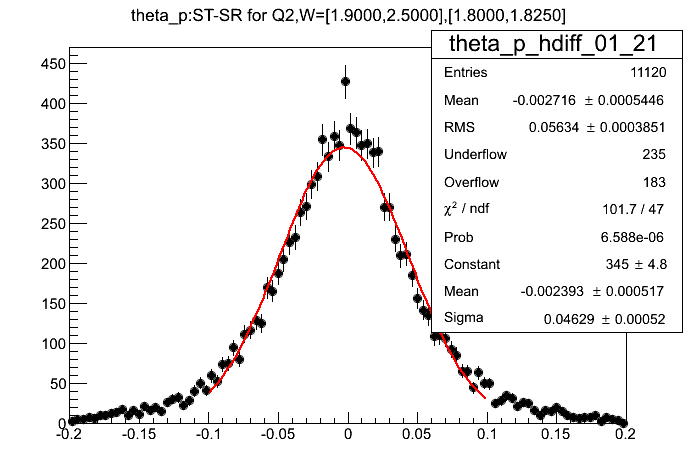 theta_p:ST-SR for Q2,W=[1.9000,2.5000],[1.8000,1.8250]
theta_p_hdiff_01_21
Entries 11120
Mean -0.002716 ± 0.0005446
RMS 0.05634 ± 0.0003851
Underflow 235
Overflow 183
χ² / ndf 101.7 / 47
Prob 6.588e-06
Constant 345 ± 4.8
Mean -0.002393 ± 0.000517
Sigma 0.04629 ± 0.00052
450
400
350
300
250
200
150
100
50
0
-0.2 -0.15 -0.1 -0.05 0 0.05 0.1 0.15 0.2